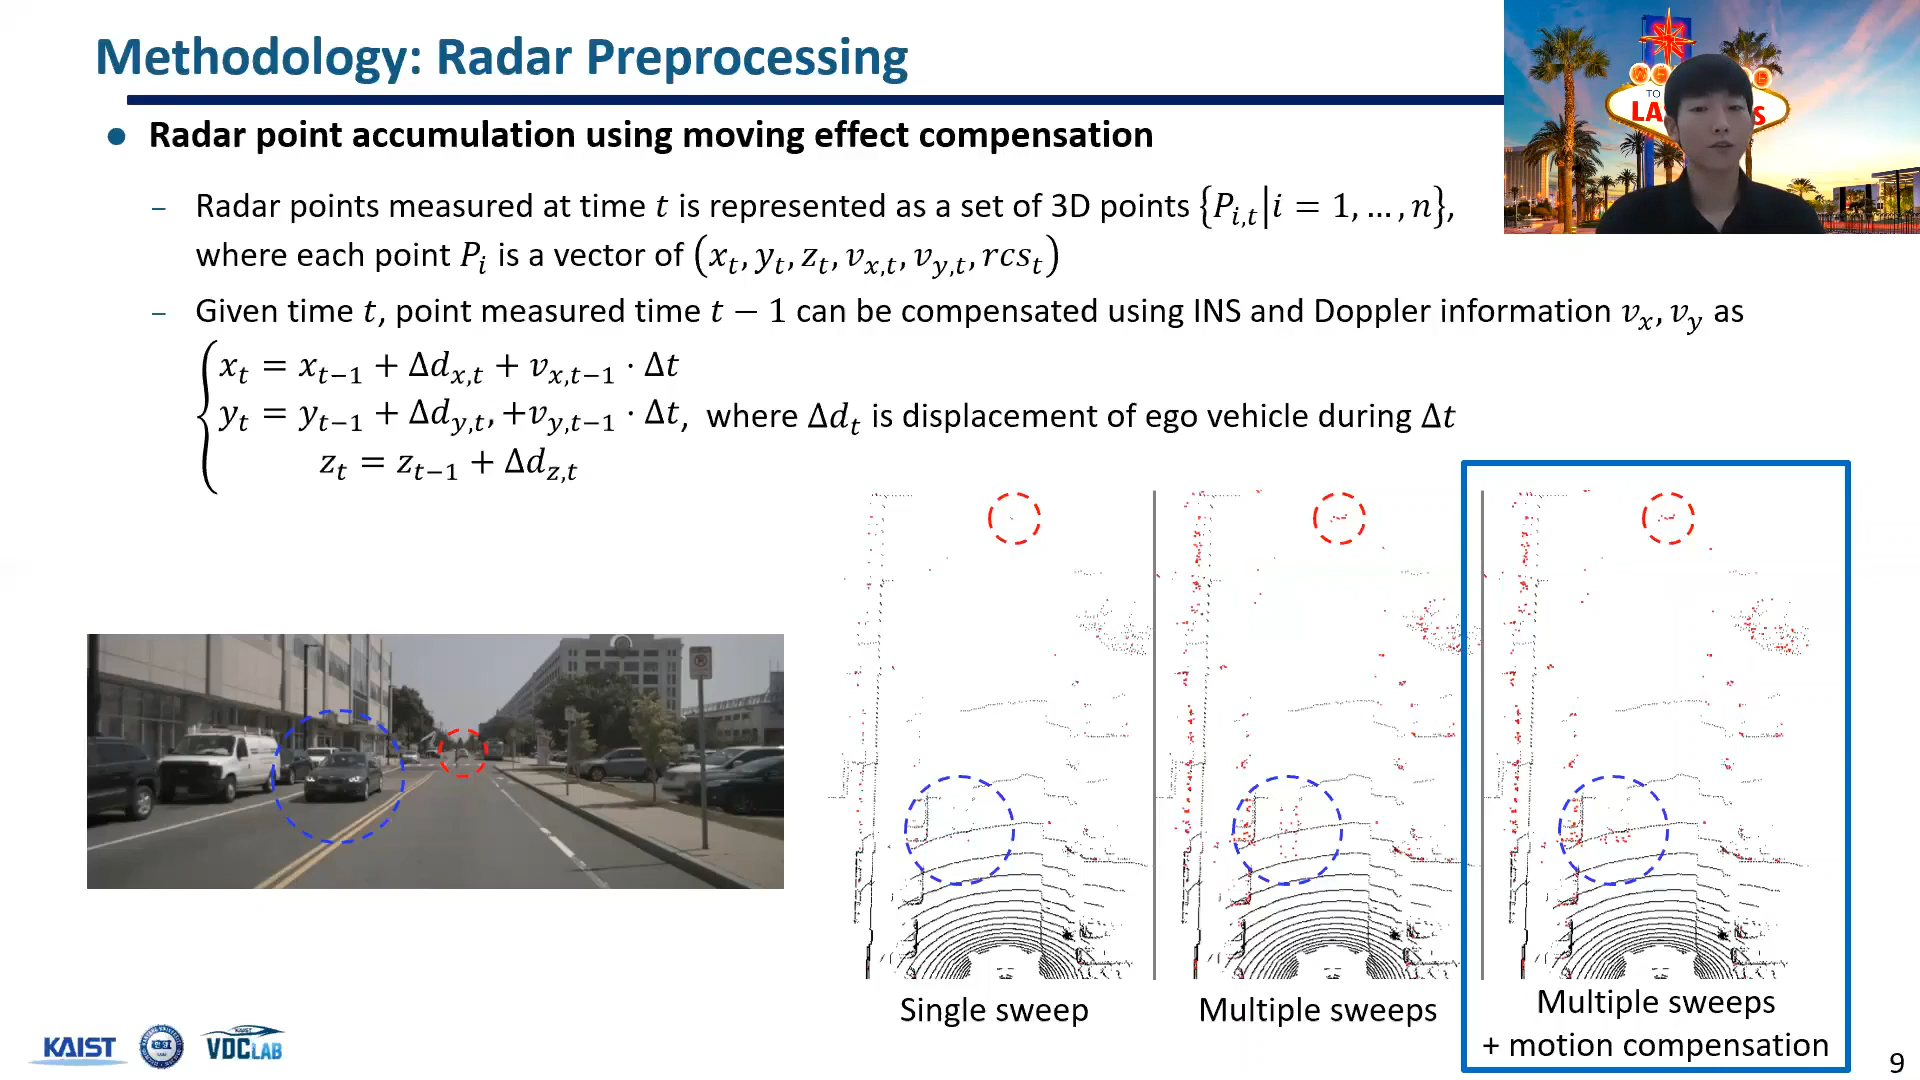 Methodology: Radar Preprocessing
TO
LA
S
● Radar point accumulation using moving effect compensation
– Radar points measured at time t is represented as a set of 3D points {P_{i,t}|i = 1, ..., n},
where each point P_i is a vector of (x_t, y_t, z_t, v_{x,t}, v_{y,t}, rcs_t)
– Given time t, point measured time t − 1 can be compensated using INS and Doppler information v_x, v_y as
x_t = x_{t−1} + Δd_{x,t} + v_{x,t−1} · Δt
y_t = y_{t−1} + Δd_{y,t}, +v_{y,t−1} · Δt, where Δd_t is displacement of ego vehicle during Δt
z_t = z_{t−1} + Δd_{z,t}
Single sweep
Multiple sweeps
Multiple sweeps
+ motion compensation
KAIST
KAIST
VDCLAB
9